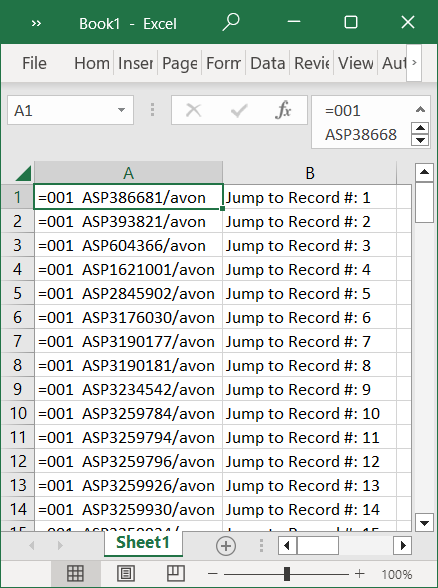 ›› Book1 - Excel
File Hom Inser Page Forr Data Revie View Aut ›
A1 fx =001
ASP38668
A B
1 =001 ASP386681/avon Jump to Record #: 1
2 =001 ASP393821/avon Jump to Record #: 2
3 =001 ASP604366/avon Jump to Record #: 3
4 =001 ASP1621001/avon Jump to Record #: 4
5 =001 ASP2845902/avon Jump to Record #: 5
6 =001 ASP3176030/avon Jump to Record #: 6
7 =001 ASP3190177/avon Jump to Record #: 7
8 =001 ASP3190181/avon Jump to Record #: 8
9 =001 ASP3234542/avon Jump to Record #: 9
10 =001 ASP3259784/avon Jump to Record #: 10
11 =001 ASP3259794/avon Jump to Record #: 11
12 =001 ASP3259796/avon Jump to Record #: 12
13 =001 ASP3259926/avon Jump to Record #: 13
14 =001 ASP3259930/avon Jump to Record #: 14
Sheet1
100%